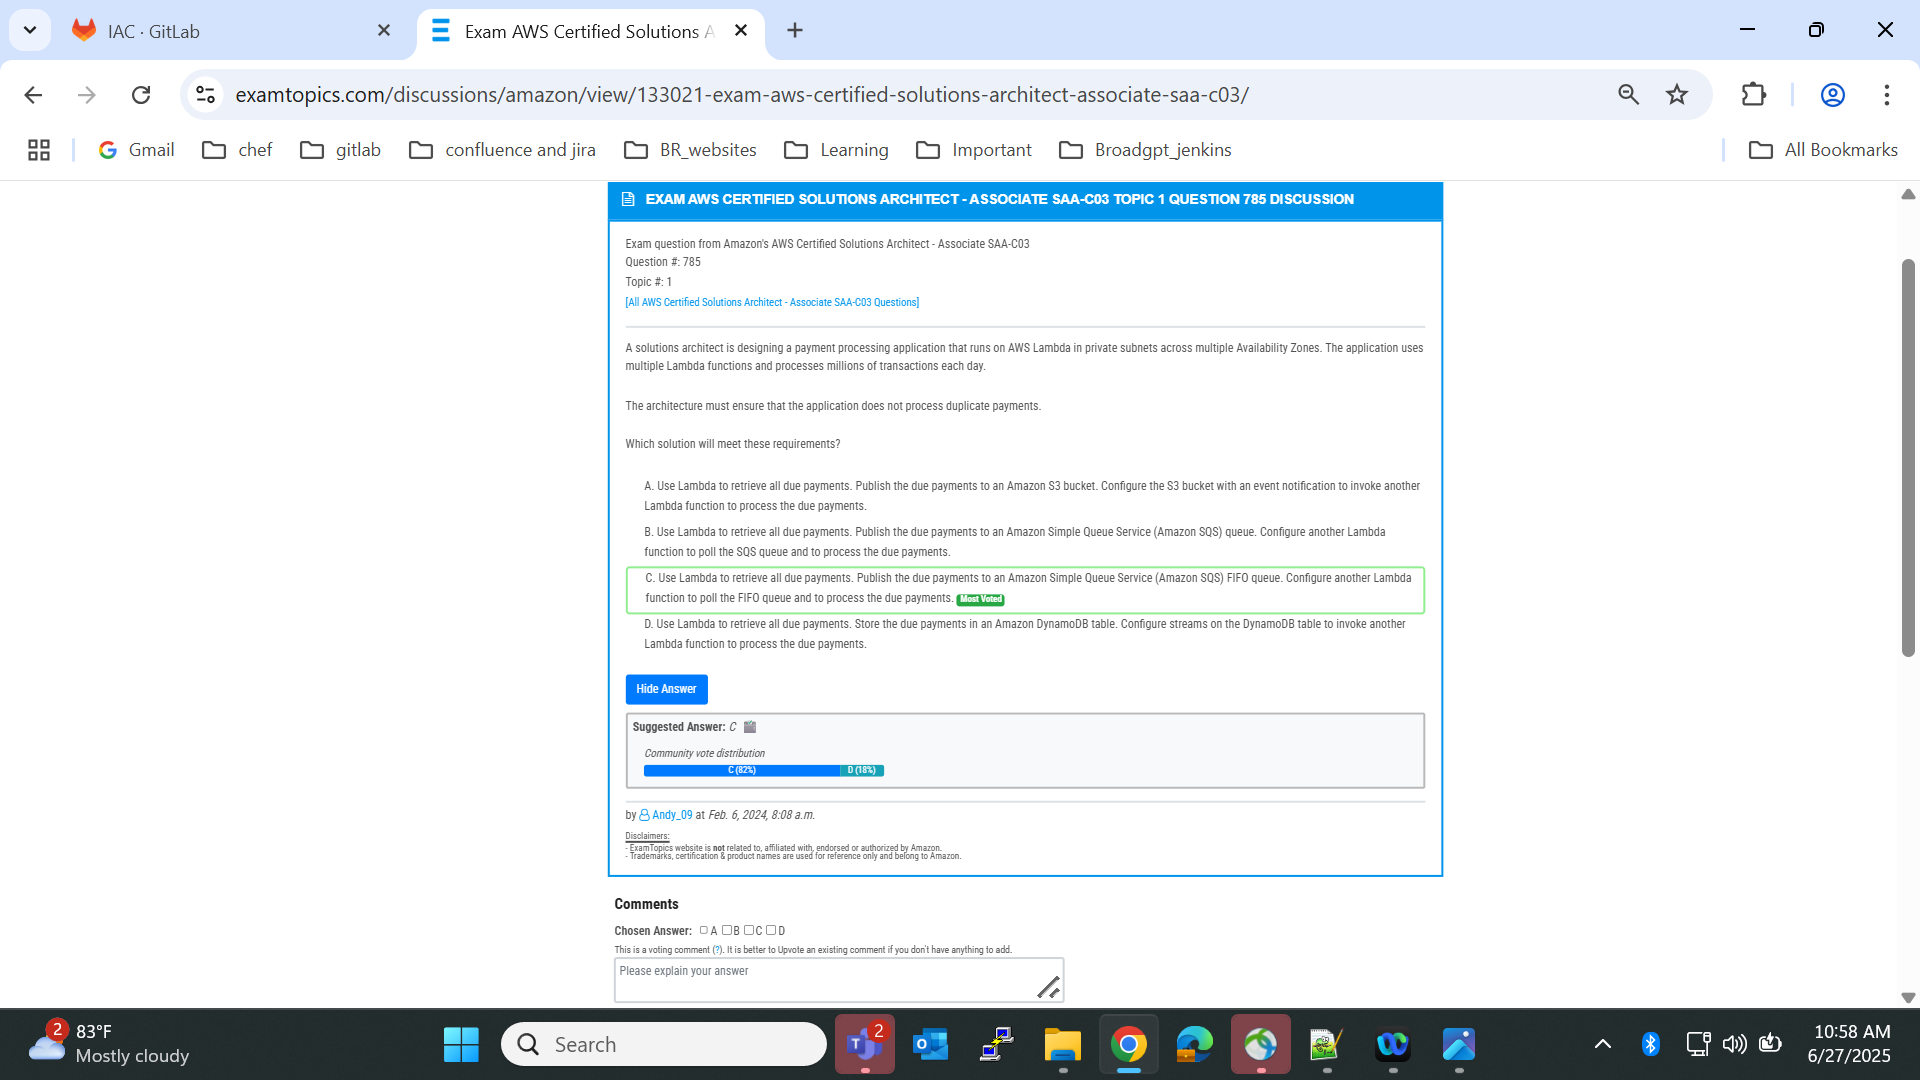 IAC · GitLab
Exam AWS Certified Solutions A
examtopics.com/discussions/amazon/view/133021-exam-aws-certified-solutions-architect-associate-saa-c03/
Gmail
chef
gitlab
confluence and jira
BR_websites
Learning
Important
Broadgpt_jenkins
All Bookmarks
EXAM AWS CERTIFIED SOLUTIONS ARCHITECT - ASSOCIATE SAA-C03 TOPIC 1 QUESTION 785 DISCUSSION
Exam question from Amazon's AWS Certified Solutions Architect - Associate SAA-C03
Question #: 785
Topic #: 1
[All AWS Certified Solutions Architect - Associate SAA-C03 Questions]
A solutions architect is designing a payment processing application that runs on AWS Lambda in private subnets across multiple Availability Zones. The application uses
multiple Lambda functions and processes millions of transactions each day.
The architecture must ensure that the application does not process duplicate payments.
Which solution will meet these requirements?
A. Use Lambda to retrieve all due payments. Publish the due payments to an Amazon S3 bucket. Configure the S3 bucket with an event notification to invoke another
Lambda function to process the due payments.
B. Use Lambda to retrieve all due payments. Publish the due payments to an Amazon Simple Queue Service (Amazon SQS) queue. Configure another Lambda
function to poll the SQS queue and to process the due payments.
C. Use Lambda to retrieve all due payments. Publish the due payments to an Amazon Simple Queue Service (Amazon SQS) FIFO queue. Configure another Lambda
function to poll the FIFO queue and to process the due payments. Most Voted
D. Use Lambda to retrieve all due payments. Store the due payments in an Amazon DynamoDB table. Configure streams on the DynamoDB table to invoke another
Lambda function to process the due payments.
Hide Answer
Suggested Answer: C
Community vote distribution
C (82%) D (18%)
by Andy_09 at Feb. 6, 2024, 8:08 a.m.
Disclaimers:
- ExamTopics website is not related to, affiliated with, endorsed or authorized by Amazon.
- Trademarks, certification & product names are used for reference only and belong to Amazon.
Comments
Chosen Answer: A B C D
This is a voting comment (?). It is better to Upvote an existing comment if you don't have anything to add.
Please explain your answer
2
83°F
Mostly cloudy
Search
2
10:58 AM
6/27/2025